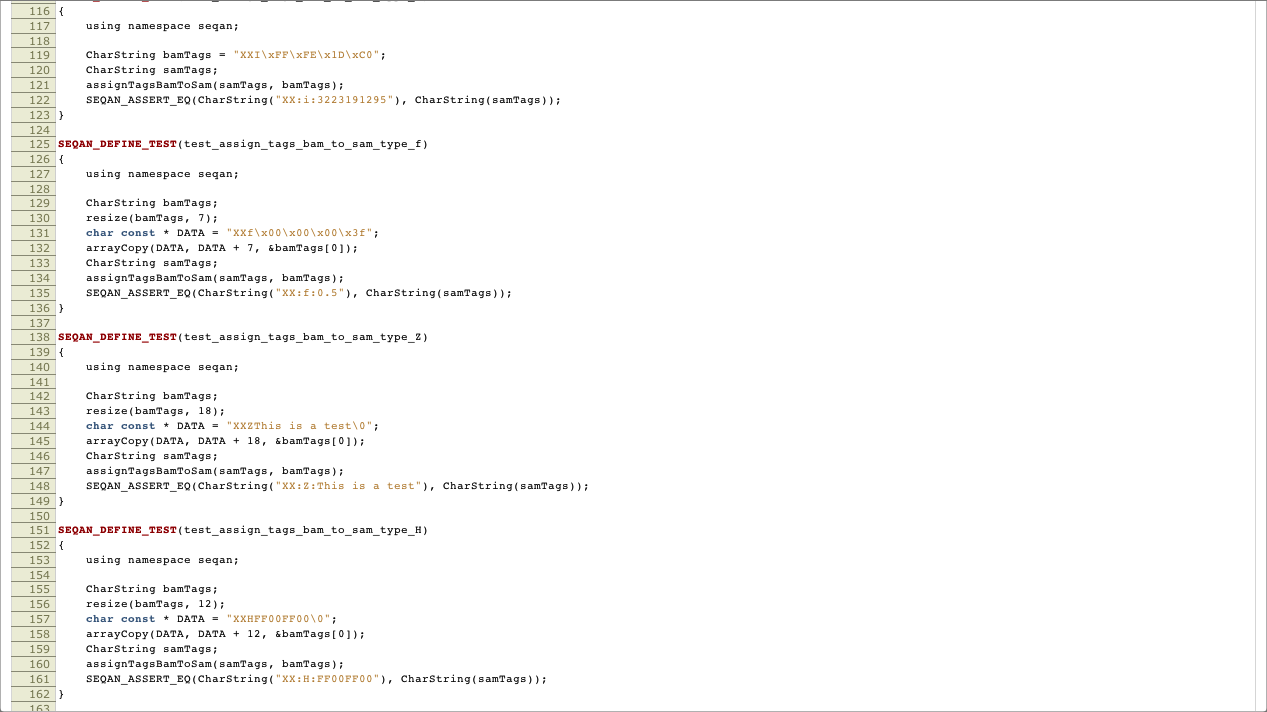 116 {
117     using namespace seqan;
118
119     CharString bamTags = "XXI\xFF\xFE\x1D\xC0";
120     CharString samTags;
121     assignTagsBamToSam(samTags, bamTags);
122     SEQAN_ASSERT_EQ(CharString("XX:i:3223191295"), CharString(samTags));
123 }
124
125 SEQAN_DEFINE_TEST(test_assign_tags_bam_to_sam_type_f)
126 {
127     using namespace seqan;
128
129     CharString bamTags;
130     resize(bamTags, 7);
131     char const * DATA = "XXf\x00\x00\x00\x3f";
132     arrayCopy(DATA, DATA + 7, &bamTags[0]);
133     CharString samTags;
134     assignTagsBamToSam(samTags, bamTags);
135     SEQAN_ASSERT_EQ(CharString("XX:f:0.5"), CharString(samTags));
136 }
137
138 SEQAN_DEFINE_TEST(test_assign_tags_bam_to_sam_type_Z)
139 {
140     using namespace seqan;
141
142     CharString bamTags;
143     resize(bamTags, 18);
144     char const * DATA = "XXZThis is a test\0";
145     arrayCopy(DATA, DATA + 18, &bamTags[0]);
146     CharString samTags;
147     assignTagsBamToSam(samTags, bamTags);
148     SEQAN_ASSERT_EQ(CharString("XX:Z:This is a test"), CharString(samTags));
149 }
150
151 SEQAN_DEFINE_TEST(test_assign_tags_bam_to_sam_type_H)
152 {
153     using namespace seqan;
154
155     CharString bamTags;
156     resize(bamTags, 12);
157     char const * DATA = "XXHFF00FF00\0";
158     arrayCopy(DATA, DATA + 12, &bamTags[0]);
159     CharString samTags;
160     assignTagsBamToSam(samTags, bamTags);
161     SEQAN_ASSERT_EQ(CharString("XX:H:FF00FF00"), CharString(samTags));
162 }
163